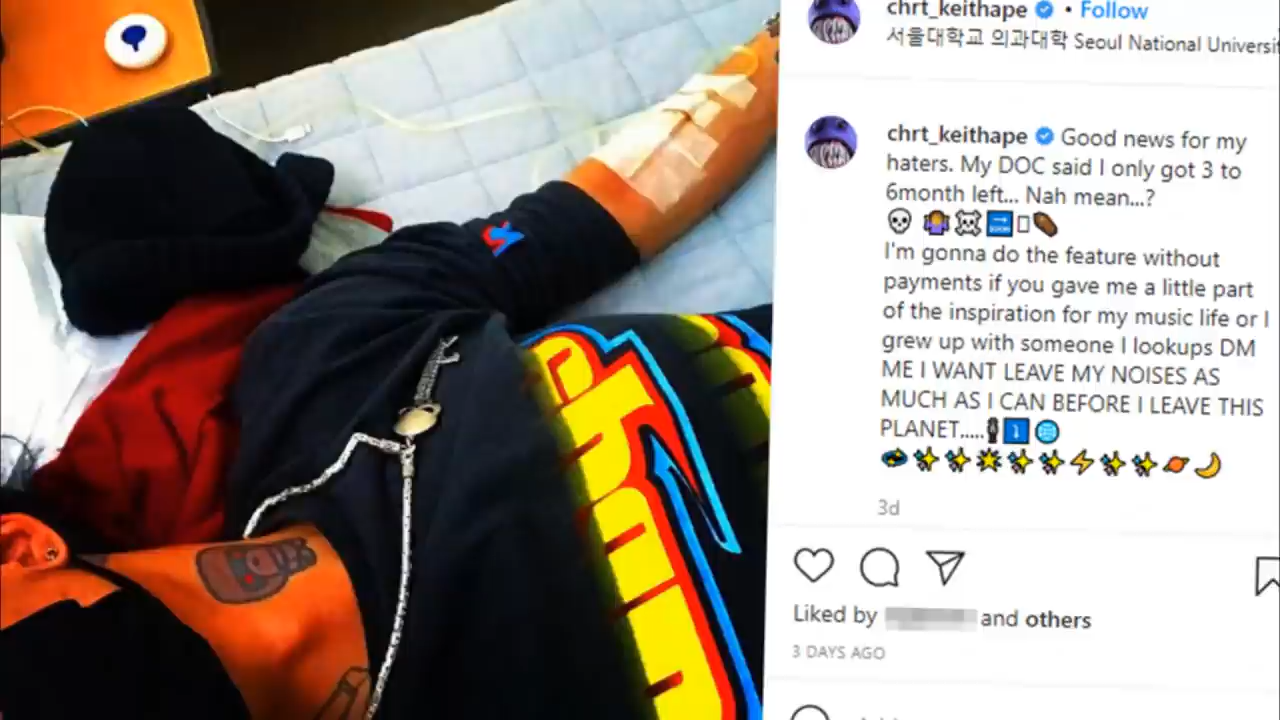 chrt_keithape • Follow
서울대학교 의과대학 Seoul National Universit
chrt_keithape Good news for my
haters. My DOC said I only got 3 to
6month left... Nah mean...?
💀🤷🏽‍♀️☠️🔜⚰️
I'm gonna do the feature without
payments if you gave me a little part
of the inspiration for my music life or I
grew up with someone I lookups DM
ME I WANT LEAVE MY NOISES AS
MUCH AS I CAN BEFORE I LEAVE THIS
PLANET.....
3d
Liked by and others
3 DAYS AGO